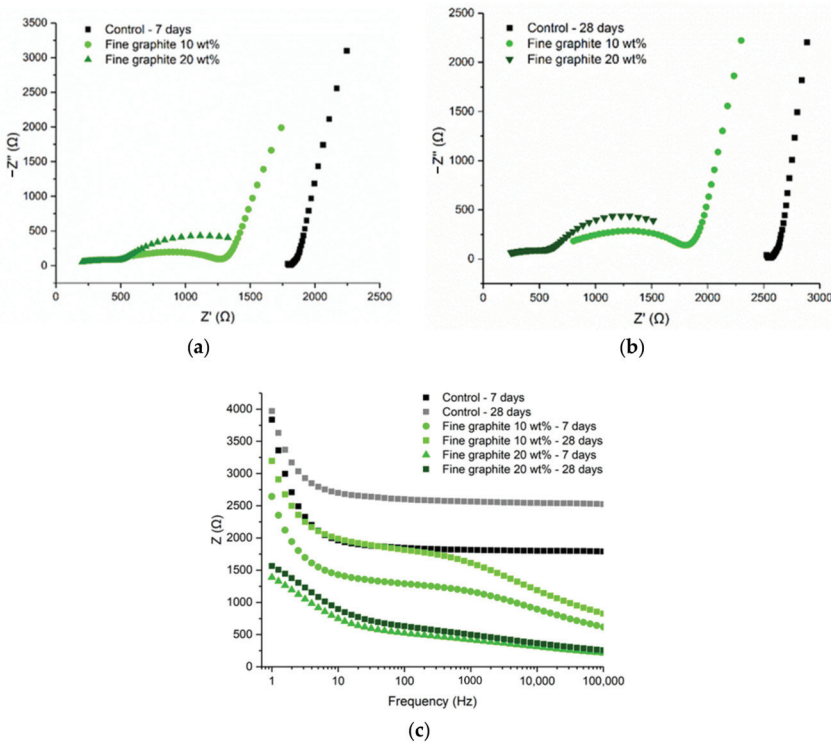 Control - 7 days
Fine graphite 10 wt%
Fine graphite 20 wt%
3500
3000
2500
2000
1500
1000
500
0
−Z'' (Ω)
0 500 1000 1500 2000 2500
Z' (Ω)
(a)
Control - 28 days
Fine graphite 10 wt%
Fine graphite 20 wt%
2500
2250
2000
1750
1500
1250
1000
750
500
250
0
−Z'' (Ω)
0 500 1000 1500 2000 2500 3000
Z' (Ω)
(b)
Control - 7 days
Control - 28 days
Fine graphite 10 wt% - 7 days
Fine graphite 10 wt% - 28 days
Fine graphite 20 wt% - 7 days
Fine graphite 20 wt% - 28 days
4000
3500
3000
2500
2000
1500
1000
500
0
Z (Ω)
1 10 100 1000 10,000 100,000
Frequency (Hz)
(c)